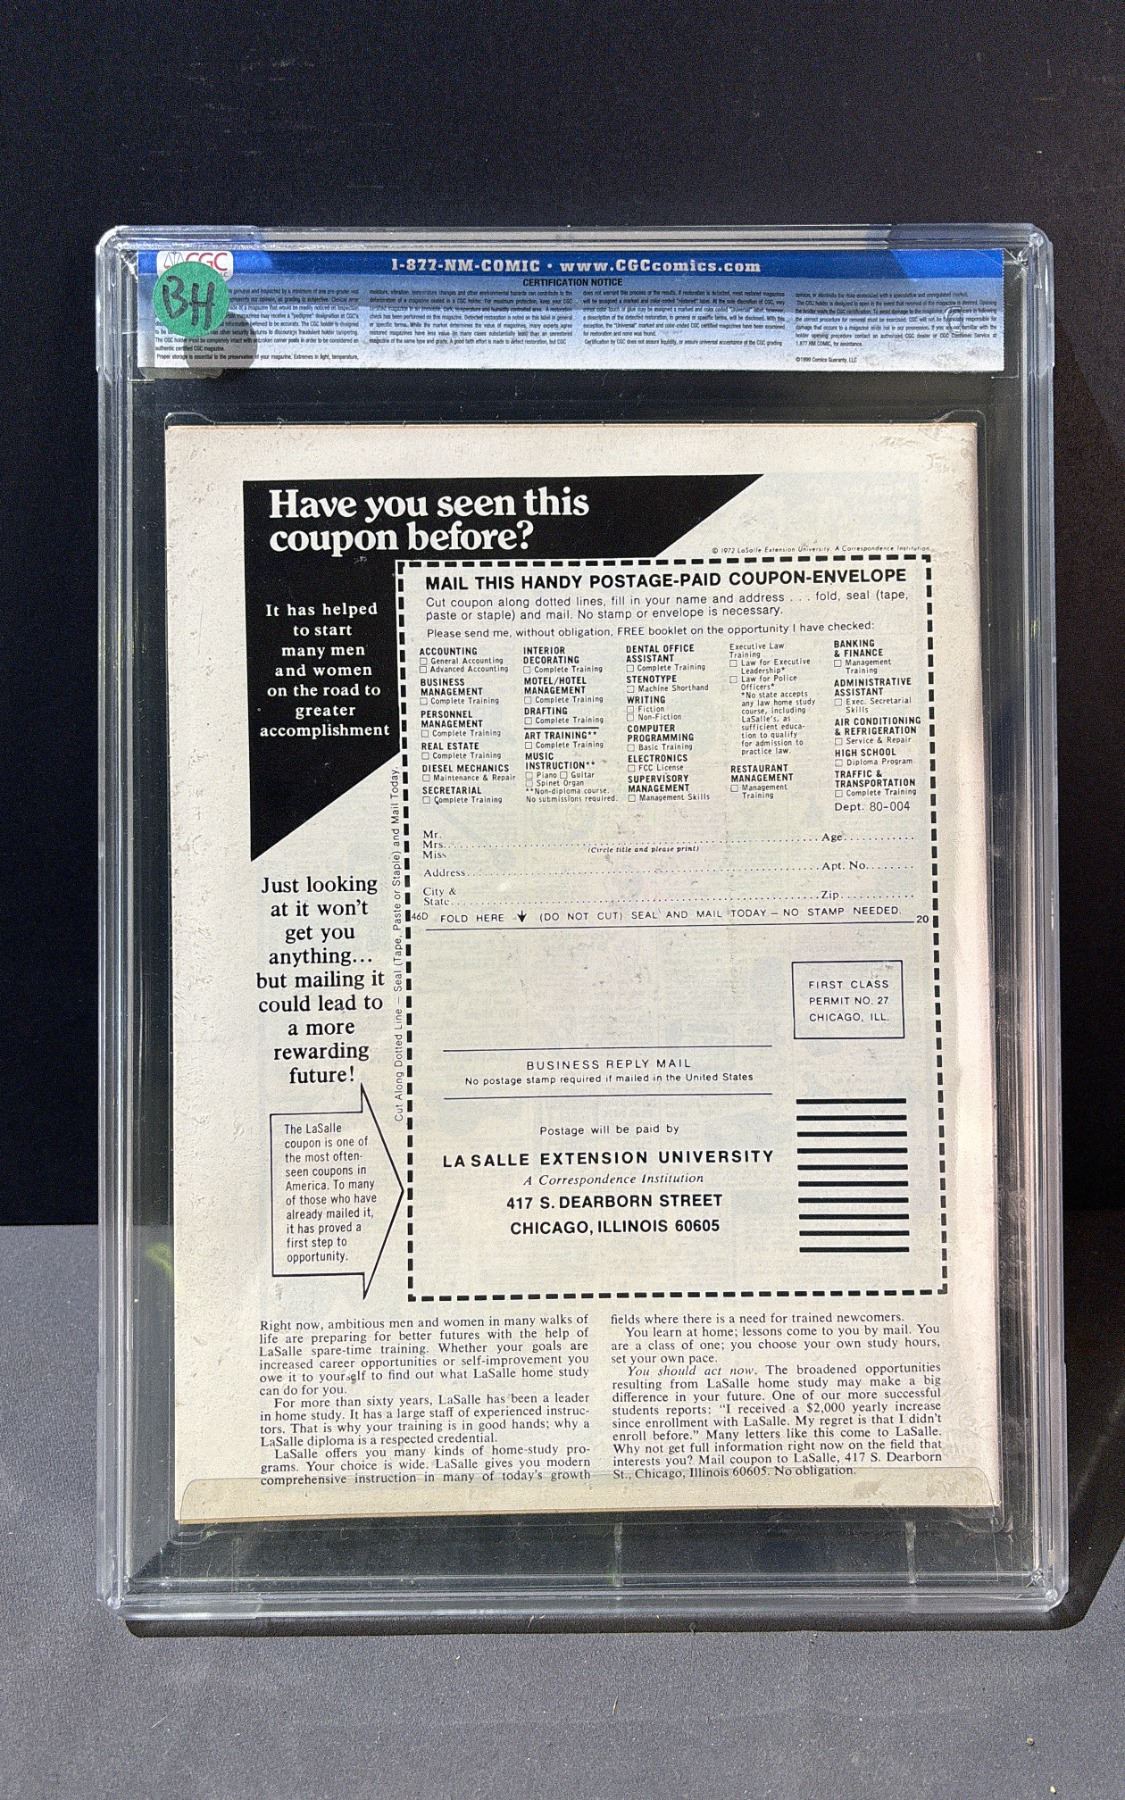 CGC
BH
1-877-NM-COMIC • www.CGCcomics.com
CERTIFICATION NOTICE
©1999 Comics Guaranty, LLC
Have you seen this
coupon before?
© 1972 LaSalle Extension University. A Correspondence Institution
It has helped
to start
many men
and women
on the road to
greater
accomplishment
MAIL THIS HANDY POSTAGE-PAID COUPON-ENVELOPE
Cut coupon along dotted lines, fill in your name and address . . . fold, seal (tape,
paste or staple) and mail. No stamp or envelope is necessary.
Please send me, without obligation, FREE booklet on the opportunity I have checked:
ACCOUNTING
□ General Accounting
□ Advanced Accounting
BUSINESS
MANAGEMENT
□ Complete Training
PERSONNEL
MANAGEMENT
□ Complete Training
REAL ESTATE
□ Complete Training
DIESEL MECHANICS
□ Maintenance & Repair
SECRETARIAL
□ Complete Training
INTERIOR
DECORATING
□ Complete Training
MOTEL/HOTEL
MANAGEMENT
□ Complete Training
DRAFTING
□ Complete Training
ART TRAINING**
□ Complete Training
MUSIC
INSTRUCTION**
□ Piano □ Guitar
□ Spinet Organ
**Non-diploma course.
No submissions required.
DENTAL OFFICE
ASSISTANT
□ Complete Training
STENOTYPE
□ Machine Shorthand
WRITING
□ Fiction
□ Non-Fiction
COMPUTER
PROGRAMMING
□ Basic Training
ELECTRONICS
□ FCC License
SUPERVISORY
MANAGEMENT
□ Management Skills
Executive Law
Training
□ Law for Executive
Leadership*
□ Law for Police
Officers*
*No state accepts
any law home study
course, including
LaSalle's, as
sufficient educa-
tion to qualify
for admission to
practice law.
RESTAURANT
MANAGEMENT
□ Management
Training
BANKING
& FINANCE
□ Management
Training
ADMINISTRATIVE
ASSISTANT
□ Exec. Secretarial
Skills
AIR CONDITIONING
& REFRIGERATION
□ Service & Repair
HIGH SCHOOL
□ Diploma Program
TRAFFIC &
TRANSPORTATION
□ Complete Training
Dept. 80-004
Mr.
Mrs. Age
Miss (Circle title and please print)
Address Apt. No.
City &
State Zip
46D FOLD HERE (DO NOT CUT) SEAL AND MAIL TODAY — NO STAMP NEEDED. 20
Cut Along Dotted Line — Seal (Tape, Paste or Staple) and Mail Today.
Just looking
at it won't
get you
anything...
but mailing it
could lead to
a more
rewarding
future!
FIRST CLASS
PERMIT NO. 27
CHICAGO, ILL.
BUSINESS REPLY MAIL
No postage stamp required if mailed in the United States
Postage will be paid by
LA SALLE EXTENSION UNIVERSITY
A Correspondence Institution
417 S. DEARBORN STREET
CHICAGO, ILLINOIS 60605
The LaSalle
coupon is one of
the most often-
seen coupons in
America. To many
of those who have
already mailed it,
it has proved a
first step to
opportunity.
Right now, ambitious men and women in many walks of
life are preparing for better futures with the help of
LaSalle spare-time training. Whether your goals are
increased career opportunities or self-improvement you
owe it to yourself to find out what LaSalle home study
can do for you.
For more than sixty years, LaSalle has been a leader
in home study. It has a large staff of experienced instruc-
tors. That is why your training is in good hands; why a
LaSalle diploma is a respected credential.
LaSalle offers you many kinds of home-study pro-
grams. Your choice is wide. LaSalle gives you modern
comprehensive instruction in many of today's growth
fields where there is a need for trained newcomers.
You learn at home; lessons come to you by mail. You
are a class of one; you choose your own study hours,
set your own pace.
You should act now. The broadened opportunities
resulting from LaSalle home study may make a big
difference in your future. One of our more successful
students reports: "I received a $2,000 yearly increase
since enrollment with LaSalle. My regret is that I didn't
enroll before." Many letters like this come to LaSalle.
Why not get full information right now on the field that
interests you? Mail coupon to LaSalle, 417 S. Dearborn
St., Chicago, Illinois 60605. No obligation.